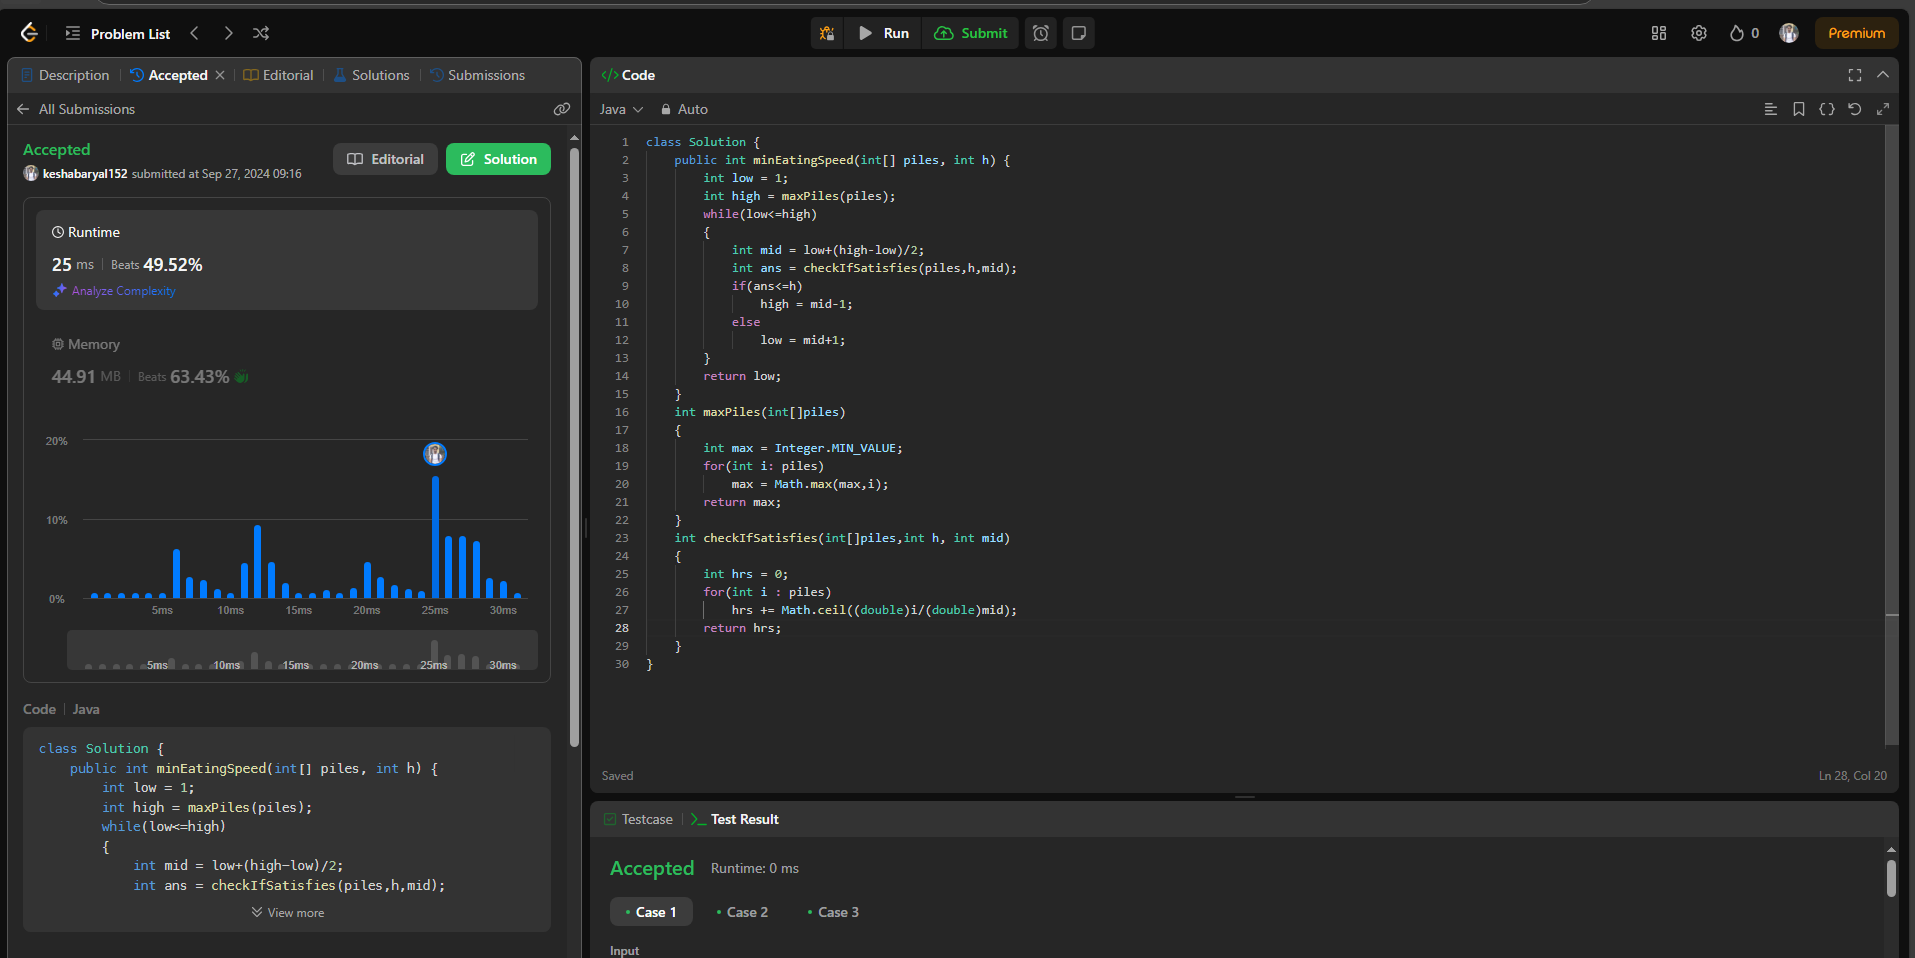 Problem List
Run
Submit
0
Premium
Description
Accepted
Editorial
Solutions
Submissions
All Submissions
Accepted
Editorial
Solution
keshabaryal152 submitted at Sep 27, 2024 09:16
Runtime
25 ms
Beats 49.52%
Analyze Complexity
Memory
44.91 MB
Beats 63.43%
20%
10%
0%
5ms 10ms 15ms 20ms 25ms 30ms
5ms 10ms 15ms 20ms 25ms 30ms
Code | Java
class Solution {
    public int minEatingSpeed(int[] piles, int h) {
        int low = 1;
        int high = maxPiles(piles);
        while(low<=high)
        {
            int mid = low+(high-low)/2;
            int ans = checkIfSatisfies(piles,h,mid);
View more
</> Code
Java
Auto
1 class Solution {
2     public int minEatingSpeed(int[] piles, int h) {
3         int low = 1;
4         int high = maxPiles(piles);
5         while(low<=high)
6         {
7             int mid = low+(high-low)/2;
8             int ans = checkIfSatisfies(piles,h,mid);
9             if(ans<=h)
10                 high = mid-1;
11             else
12                 low = mid+1;
13         }
14         return low;
15     }
16     int maxPiles(int[]piles)
17     {
18         int max = Integer.MIN_VALUE;
19         for(int i: piles)
20             max = Math.max(max,i);
21         return max;
22     }
23     int checkIfSatisfies(int[]piles,int h, int mid)
24     {
25         int hrs = 0;
26         for(int i : piles)
27             hrs += Math.ceil((double)i/(double)mid);
28         return hrs;
29     }
30 }
Saved
Ln 28, Col 20
Testcase
Test Result
Accepted
Runtime: 0 ms
Case 1
Case 2
Case 3
Input